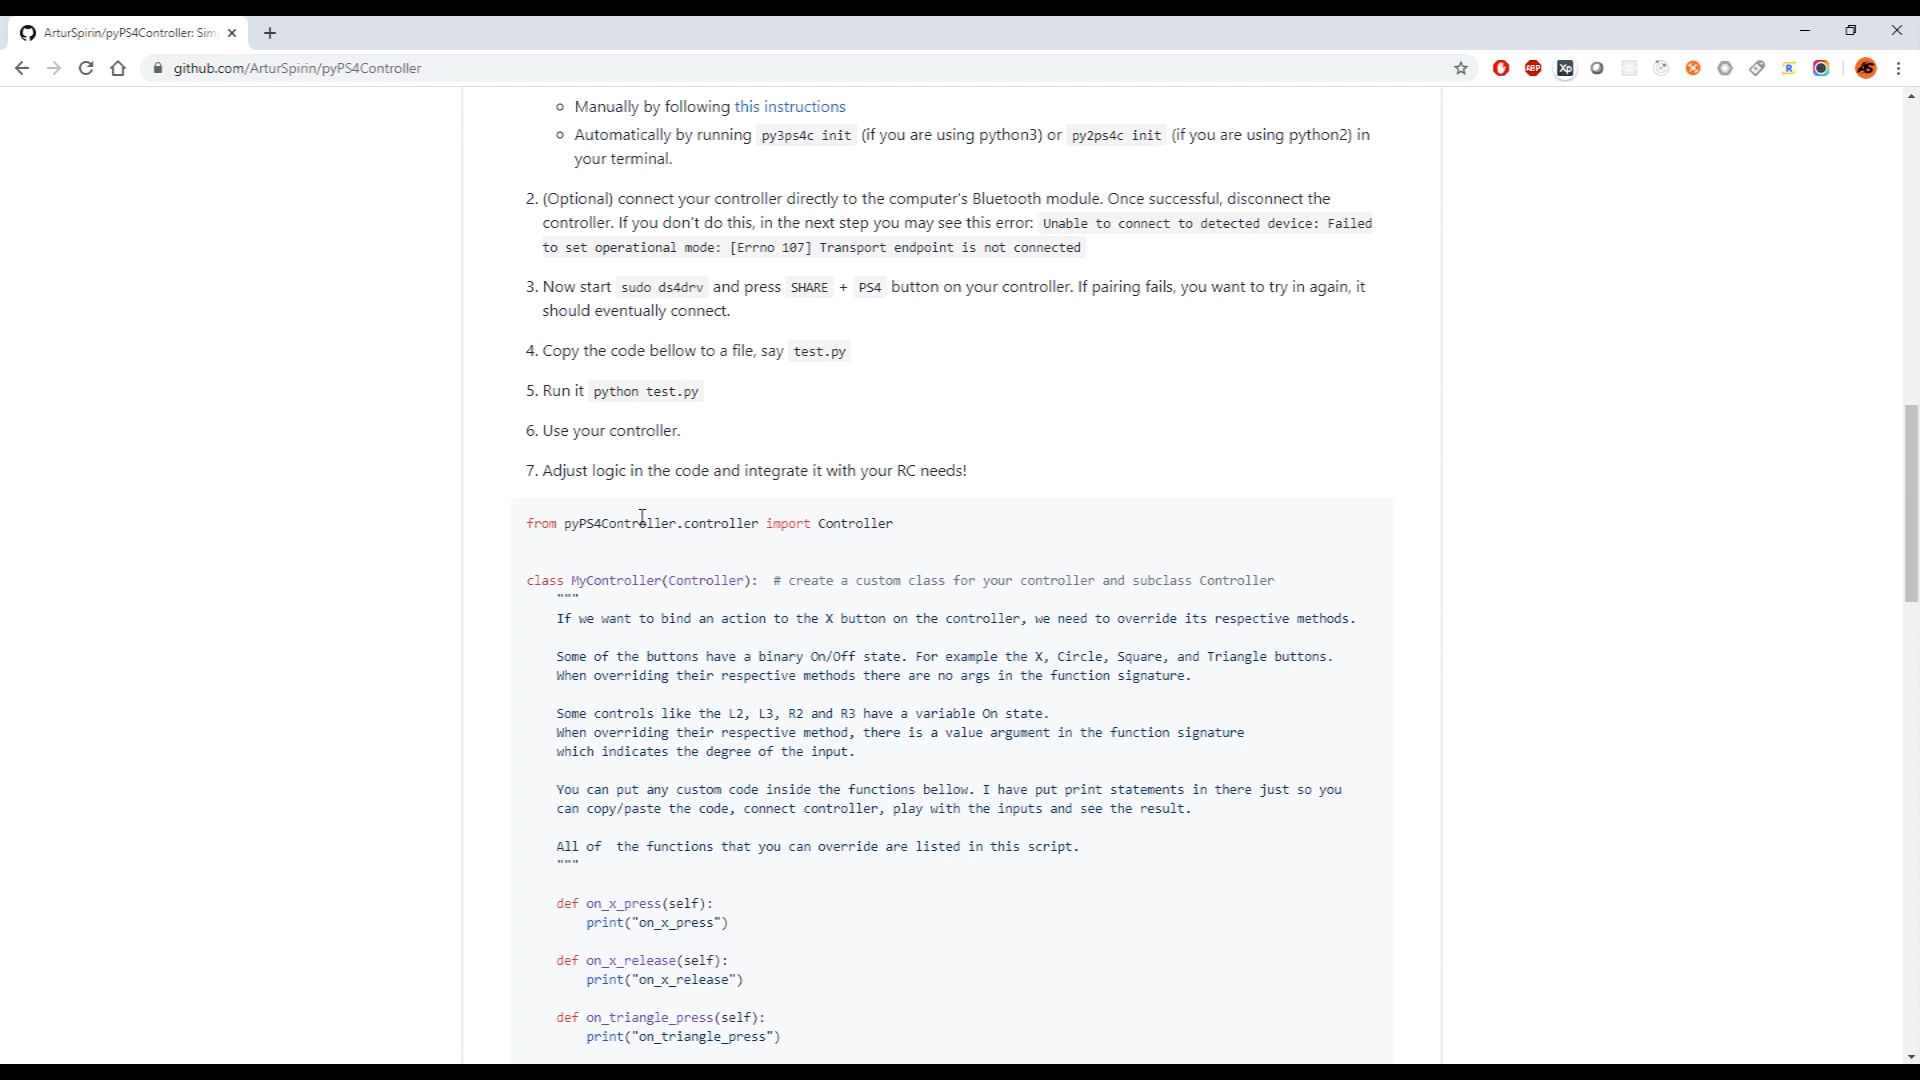 ArturSpirin/pyPS4Controller: Sim
github.com/ArturSpirin/pyPS4Controller
ABP
Xp
R
Manually by following this instructions
Automatically by running py3ps4c init (if you are using python3) or py2ps4c init (if you are using python2) in
your terminal.
2. (Optional) connect your controller directly to the computer's Bluetooth module. Once successful, disconnect the
controller. If you don't do this, in the next step you may see this error: Unable to connect to detected device: Failed
to set operational mode: [Errno 107] Transport endpoint is not connected
3. Now start sudo ds4drv and press SHARE + PS4 button on your controller. If pairing fails, you want to try in again, it
should eventually connect.
4. Copy the code bellow to a file, say test.py
5. Run it python test.py
6. Use your controller.
7. Adjust logic in the code and integrate it with your RC needs!
from pyPS4Controller.controller import Controller
class MyController(Controller): # create a custom class for your controller and subclass Controller
"""
If we want to bind an action to the X button on the controller, we need to override its respective methods.
Some of the buttons have a binary On/Off state. For example the X, Circle, Square, and Triangle buttons.
When overriding their respective methods there are no args in the function signature.
Some controls like the L2, L3, R2 and R3 have a variable On state.
When overriding their respective method, there is a value argument in the function signature
which indicates the degree of the input.
You can put any custom code inside the functions bellow. I have put print statements in there just so you
can copy/paste the code, connect controller, play with the inputs and see the result.
All of the functions that you can override are listed in this script.
"""
def on_x_press(self):
print("on_x_press")
def on_x_release(self):
print("on_x_release")
def on_triangle_press(self):
print("on_triangle_press")